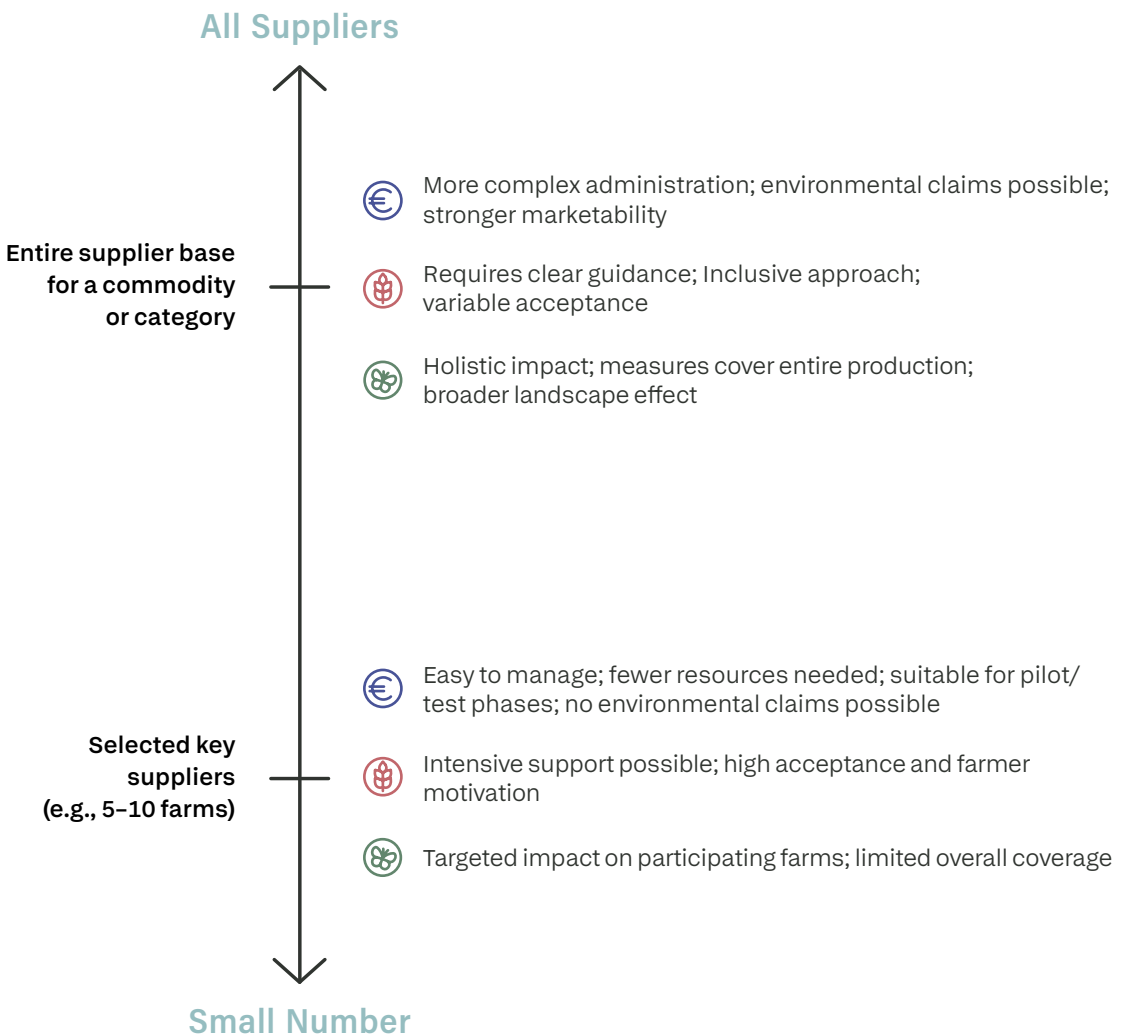 All Suppliers
More complex administration; environmental claims possible;
stronger marketability
Entire supplier base
for a commodity
or category
Requires clear guidance; Inclusive approach;
variable acceptance
Holistic impact; measures cover entire production;
broader landscape effect
Easy to manage; fewer resources needed; suitable for pilot/
test phases; no environmental claims possible
Selected key
suppliers
(e.g., 5–10 farms)
Intensive support possible; high acceptance and farmer
motivation
Targeted impact on participating farms; limited overall coverage
Small Number